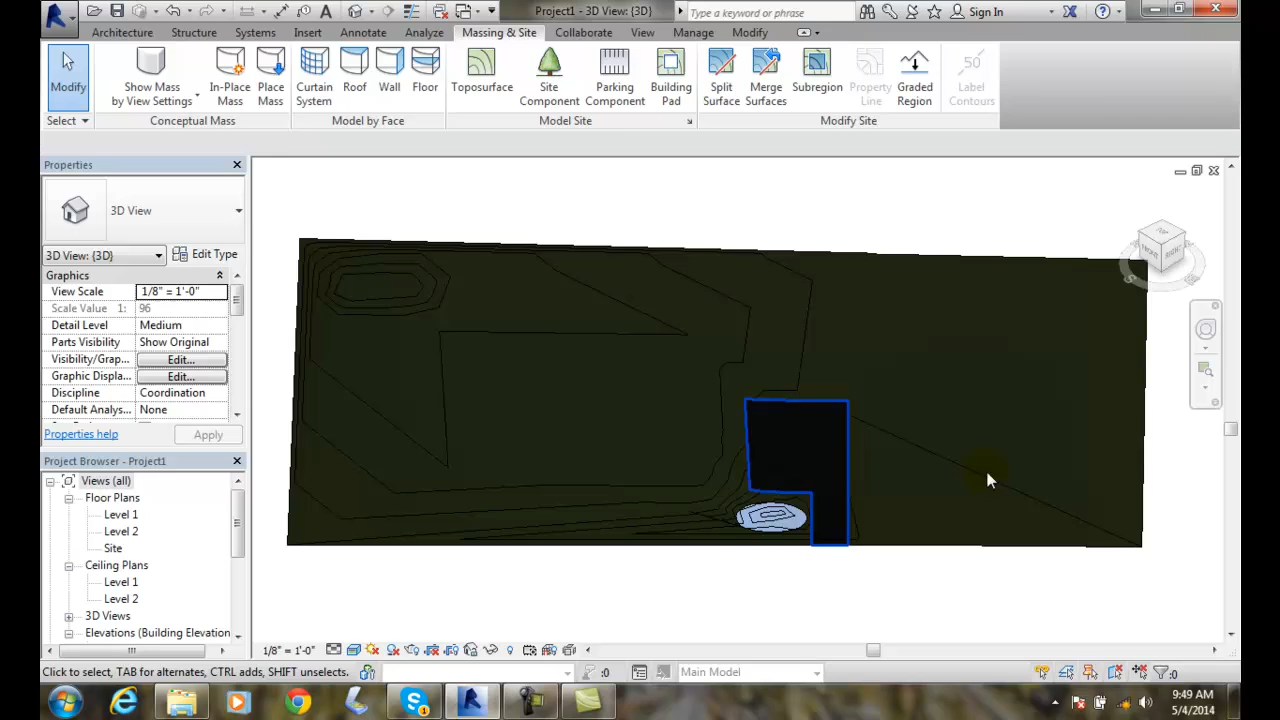 Project1 - 3D View: {3D}
Type a keyword or phrase
Sign In
Architecture Structure Systems Insert Annotate Analyze Massing & Site Collaborate View Manage Modify
Modify
Show Mass
by View Settings
In-Place
Mass
Place
Mass
Curtain
System
Roof
Wall
Floor
Toposurface
Site
Component
Parking
Component
Building
Pad
Split
Surface
Merge
Surfaces
Subregion
Property
Line
Graded
Region
50
Label
Contours
Select
Conceptual Mass
Model by Face
Model Site
Modify Site
Properties
3D View
3D View: {3D}
Edit Type
Graphics
View Scale 1/8" = 1'-0"
Scale Value 1: 96
Detail Level Medium
Parts Visibility Show Original
Visibility/Grap... Edit...
Graphic Displa... Edit...
Discipline Coordination
Default Analys... None
Properties help
Apply
Project Browser - Project1
Views (all)
Floor Plans
Level 1
Level 2
Site
Ceiling Plans
Level 1
Level 2
3D Views
Elevations (Building Elevation
TOP
FRONT
RIGHT
1/8" = 1'-0"
Click to select, TAB for alternates, CTRL adds, SHIFT unselects.
:0
Main Model
:0
9:49 AM
5/4/2014